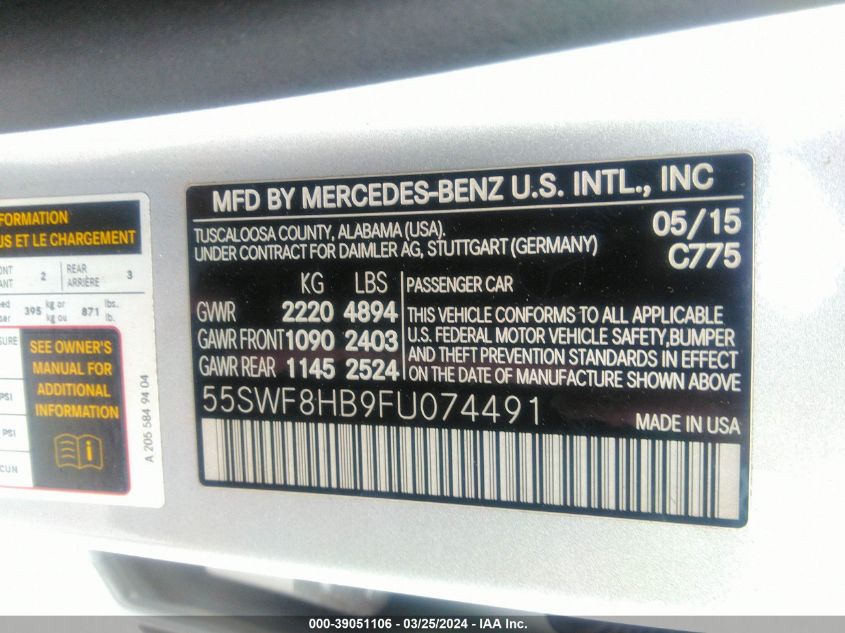 FORMATION
US ET LE CHARGEMENT
2
REAR
ARRIÈRE
3
395 kg or
kg ou
871 lbs.
lb.
SEE OWNER'S
MANUAL FOR
ADDITIONAL
INFORMATION
PSI
A 205 584 94 04
MFD BY MERCEDES-BENZ U.S. INTL., INC
TUSCALOOSA COUNTY, ALABAMA (USA).
UNDER CONTRACT FOR DAIMLER AG, STUTTGART (GERMANY)
05/15
C775
KG LBS
GVWR 2220 4894
GAWR FRONT 1090 2403
GAWR REAR 1145 2524
PASSENGER CAR
THIS VEHICLE CONFORMS TO ALL APPLICABLE
U.S. FEDERAL MOTOR VEHICLE SAFETY, BUMPER
AND THEFT PREVENTION STANDARDS IN EFFECT
ON THE DATE OF MANUFACTURE SHOWN ABOVE
55SWF8HB9FU074491
MADE IN USA
000-39051106 - 03/25/2024 - IAA Inc.